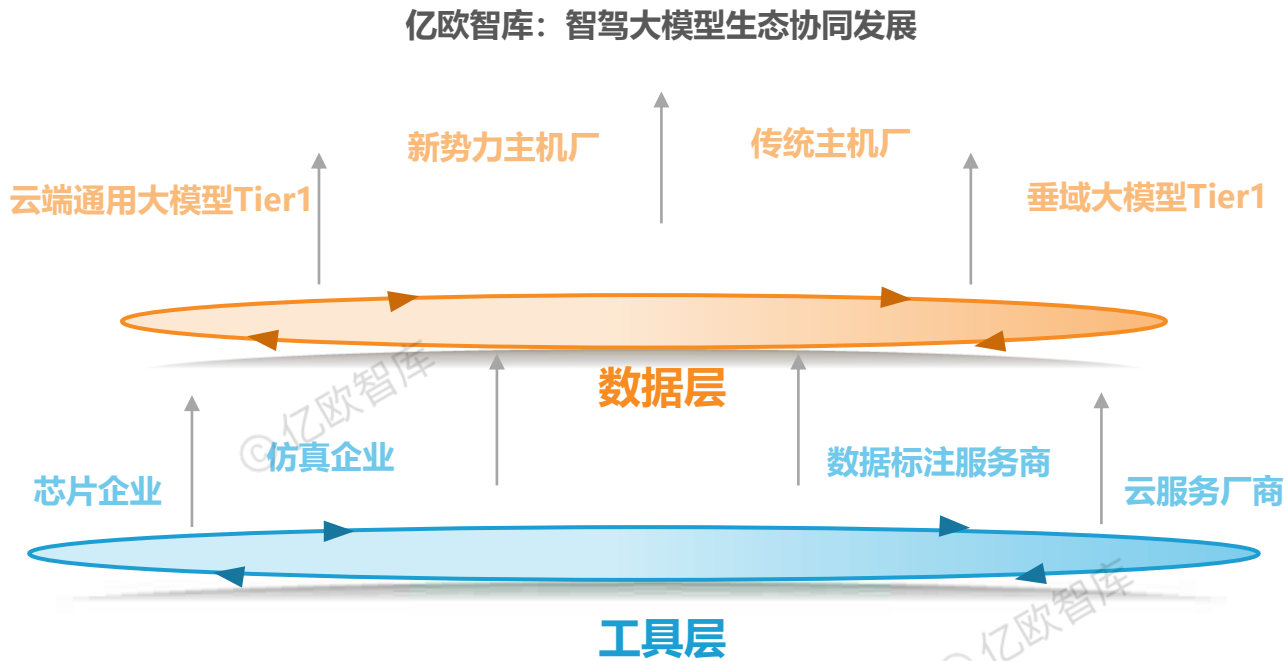 亿欧智库：智驾大模型生态协同发展
新势力主机厂
传统主机厂
云端通用大模型Tier1
垂域大模型Tier1
数据层
©亿欧智库
仿真企业
数据标注服务商
芯片企业
云服务厂商
©亿欧智库
工具层